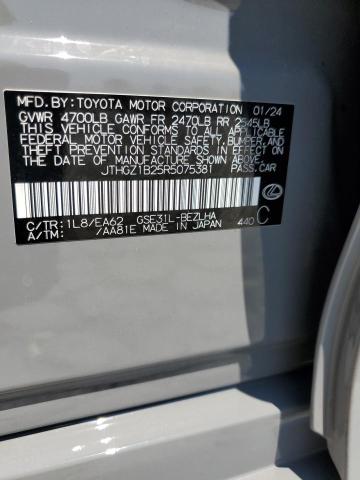 MFD. BY: TOYOTA MOTOR CORPORATION 01/24
GVWR 4700LB GAWR FR 2470LB RR 2545LB
THIS VEHICLE CONFORMS TO ALL APPLICABLE
FEDERAL MOTOR VEHICLE SAFETY, BUMPER, AND
THEFT PREVENTION STANDARDS IN EFFECT ON
THE DATE OF MANUFACTURE SHOWN ABOVE.
JTHGZ1B25R5075381 PASS.CAR
C/TR: 1L8/EA62 GSE31L-BEZLHA
A/TM: /AA81E MADE IN JAPAN 440 C